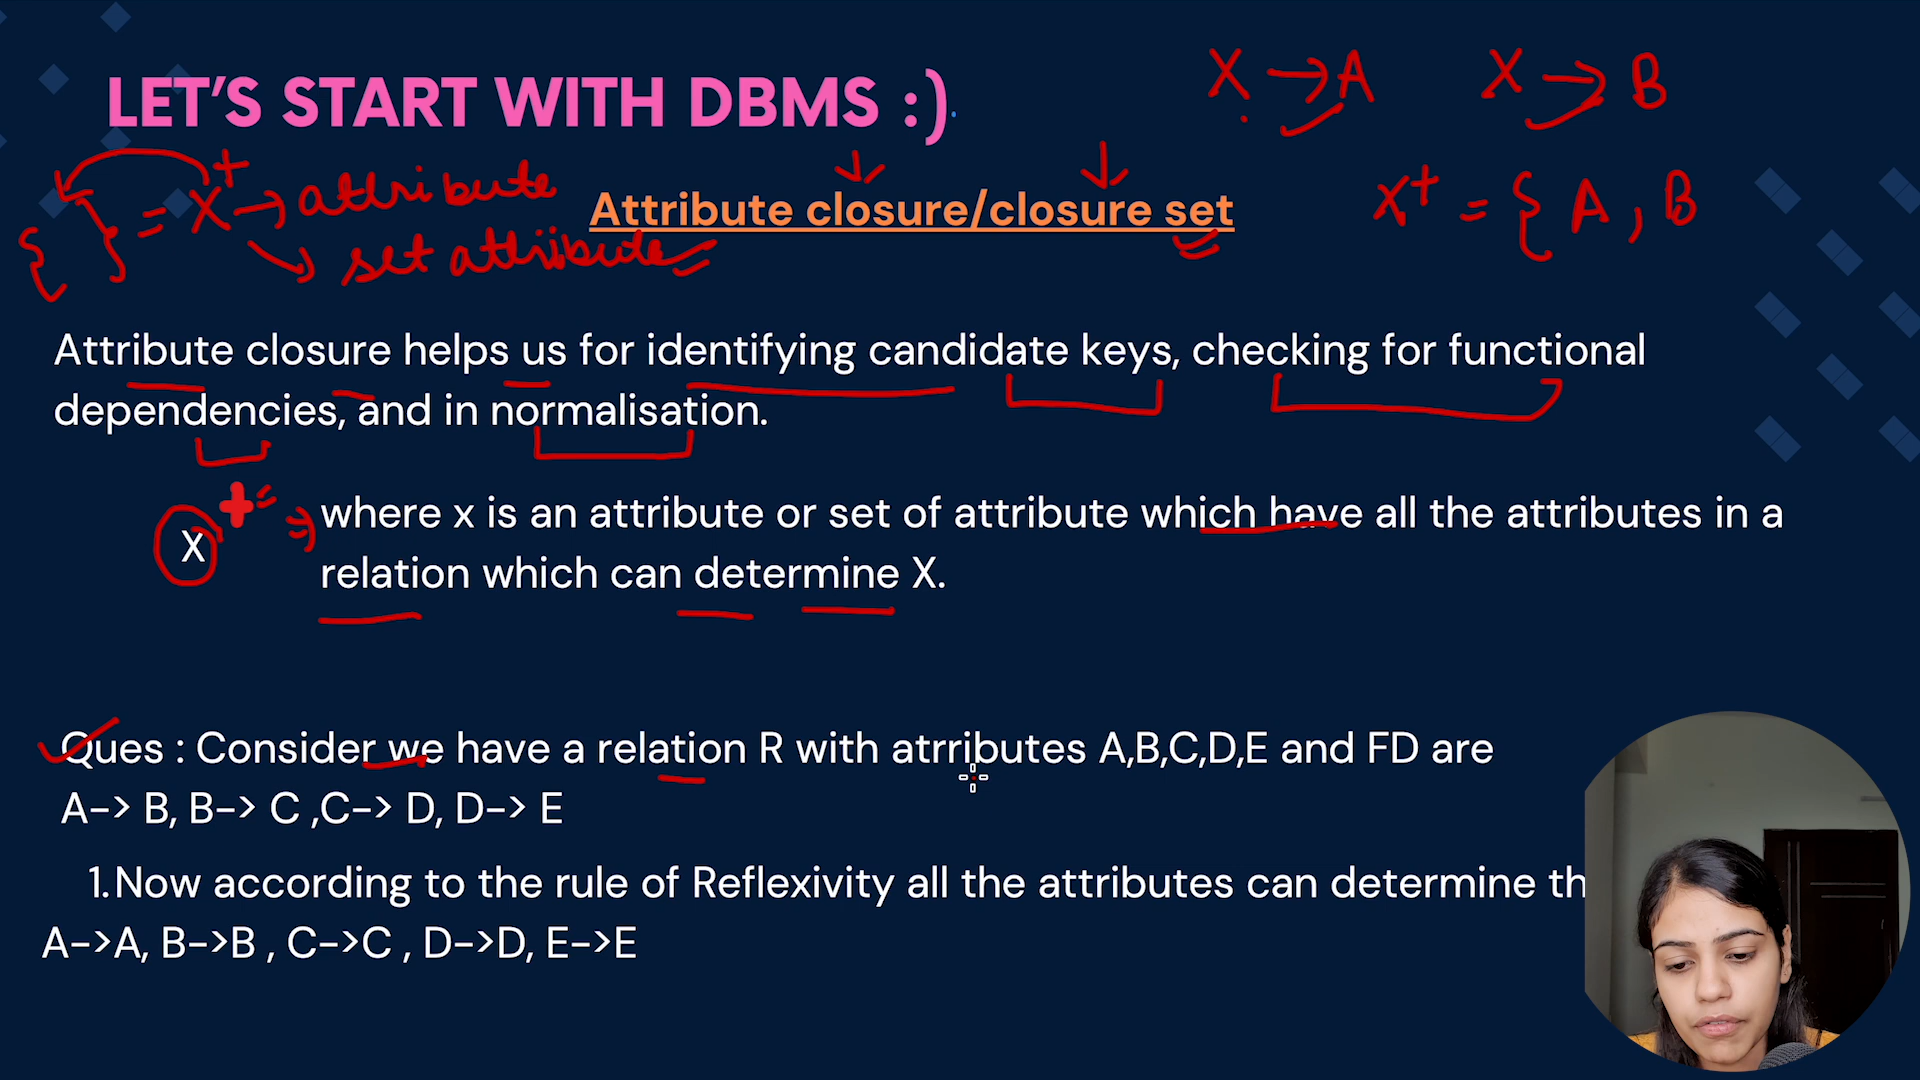 LET'S START WITH DBMS :)
X → A X → B
{ } = X+ → attribute
→ set attribute
Attribute closure/closure set
X+ = { A , B
Attribute closure helps us for identifying candidate keys, checking for functional
dependencies, and in normalisation.
X+ = ⇒ where x is an attribute or set of attribute which have all the attributes in a
relation which can determine X.
Ques : Consider we have a relation R with atrributes A,B,C,D,E and FD are
A-> B, B-> C ,C-> D, D-> E
1.Now according to the rule of Reflexivity all the attributes can determine th
A->A, B->B , C->C , D->D, E->E